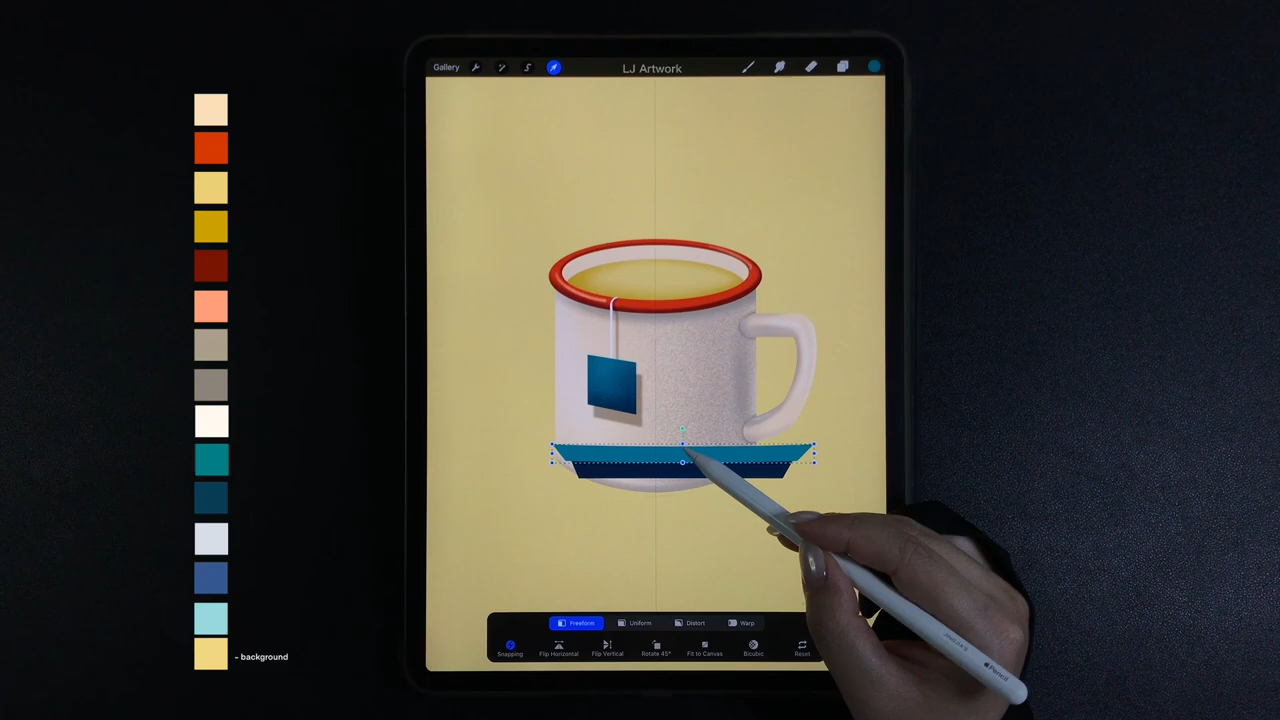 Gallery
LJ Artwork
- background
Freeform
Uniform
Distort
Warp
Snapping
Flip Horizontal
Flip Vertical
Rotate 45°
Fit to Canvas
Bicubic
Reset
Pencil